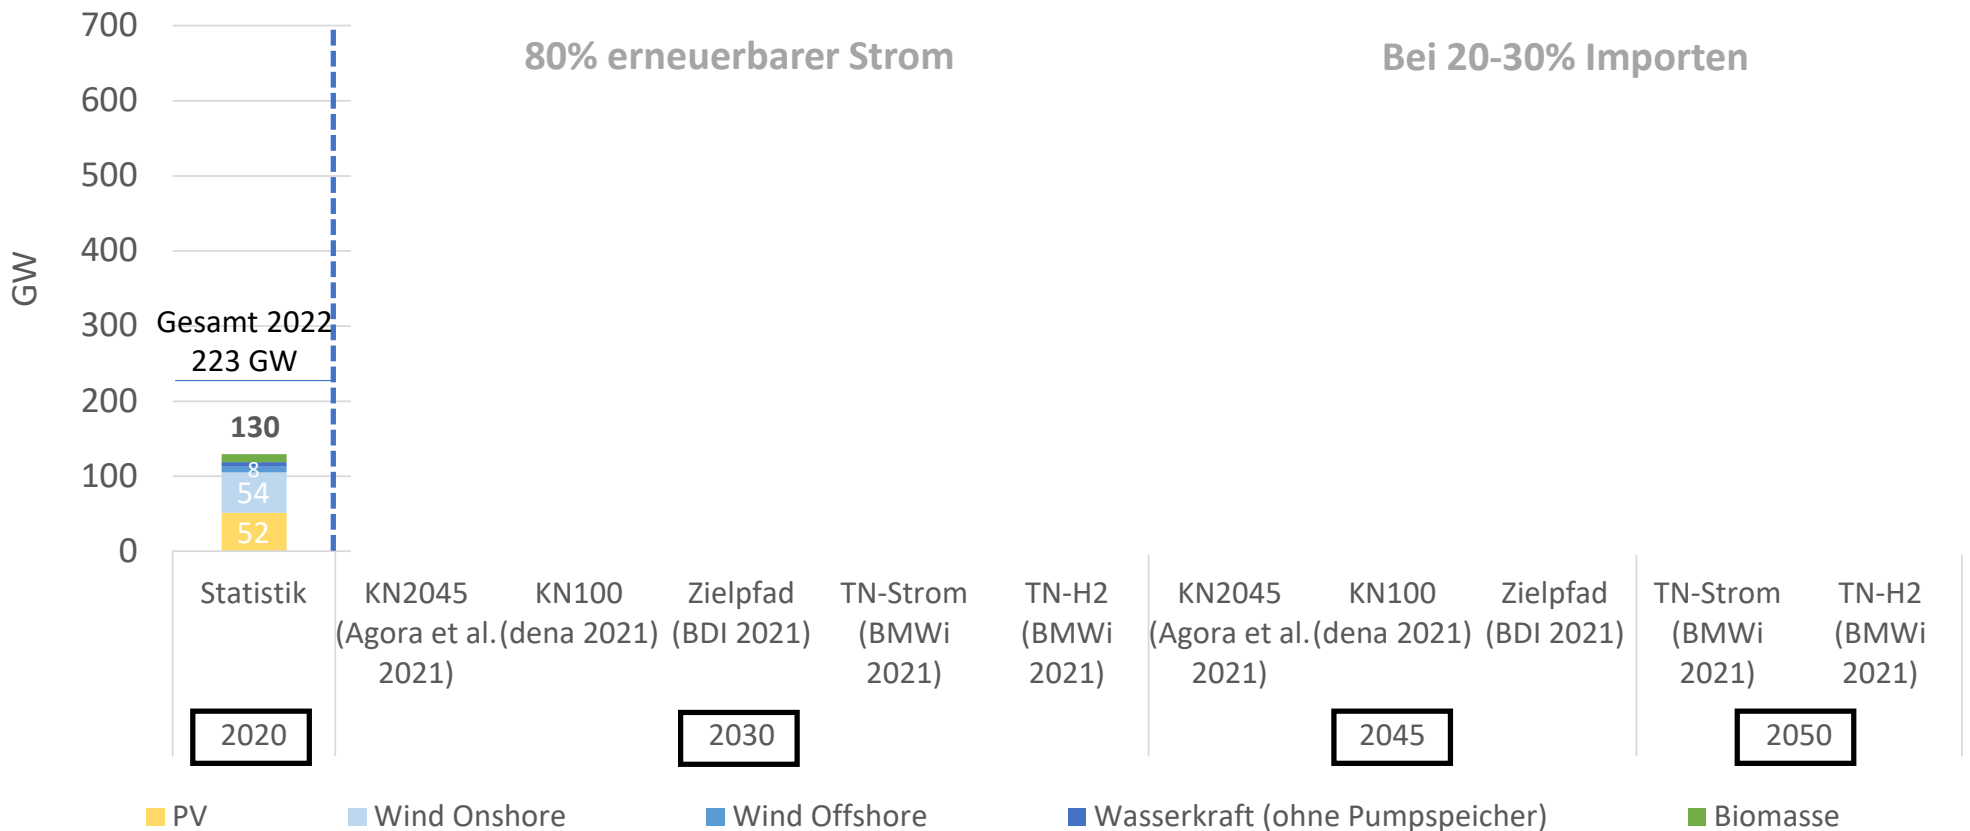 700
600
500
400
300
200
100
0
GW
80% erneuerbarer Strom
Bei 20-30% Importen
Gesamt 2022
223 GW
130
8
54
52
Statistik
KN2045
(Agora et al.
2021)
KN100
(dena 2021)
Zielpfad
(BDI 2021)
TN-Strom
(BMWi
2021)
TN-H2
(BMWi
2021)
KN2045
(Agora et al.
2021)
KN100
(dena 2021)
Zielpfad
(BDI 2021)
TN-Strom
(BMWi
2021)
TN-H2
(BMWi
2021)
2020
2030
2045
2050
PV
Wind Onshore
Wind Offshore
Wasserkraft (ohne Pumpspeicher)
Biomasse